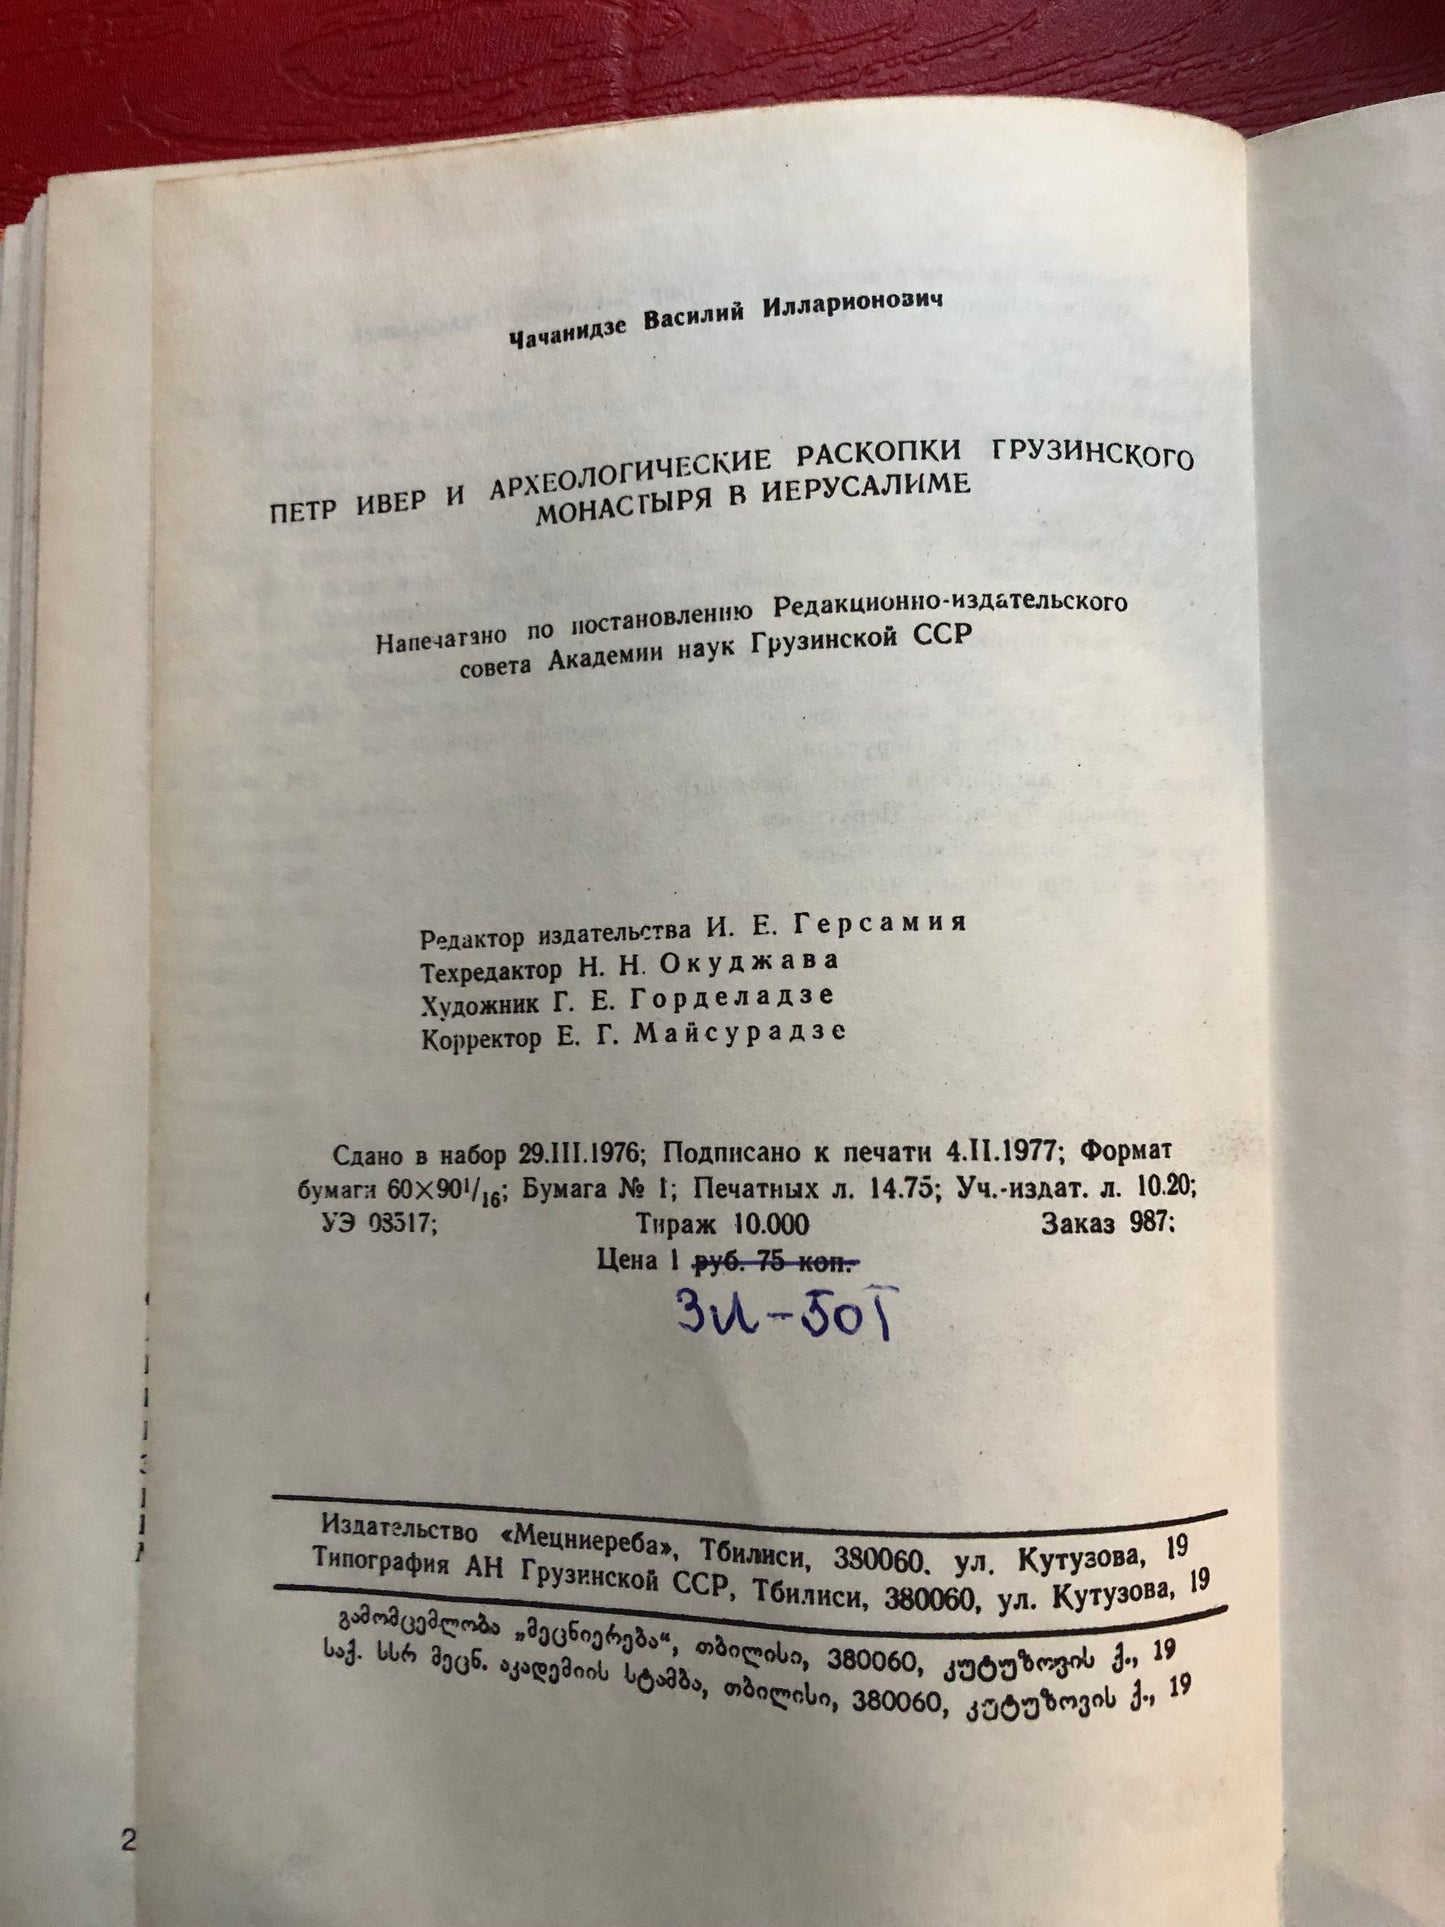 Чачанидзе Василий Илларионович
ПЕТР ИВЕР И АРХЕОЛОГИЧЕСКИЕ РАСКОПКИ ГРУЗИНСКОГО
МОНАСТЫРЯ В ИЕРУСАЛИМЕ
Напечатано по постановлению Редакционно-издательского
совета Академии наук Грузинской ССР
Редактор издательства И. Е. Герсамия
Техредактор Н. Н. Окуджава
Художник Г. Е. Горделадзе
Корректор Е. Г. Майсурадзе
Сдано в набор 29.III.1976; Подписано к печати 4.II.1977; Формат
бумаги 60×90¹/₁₆; Бумага № 1; Печатных л. 14.75; Уч.-издат. л. 10.20;
УЭ 03517; Тираж 10.000 Заказ 987;
Цена 1 руб. 75 коп.
Издательство «Мецниереба», Тбилиси, 380060. ул. Кутузова, 19
Типография АН Грузинской ССР, Тбилиси, 380060, ул. Кутузова, 19
გამომცემლობა „მეცნიერება“, თბილისი, 380060, კუტუზოვის ქ., 19
საქ. სსრ მეცნ. აკადემიის სტამბა, თბილისი, 380060, კუტუზოვის ქ., 19
2